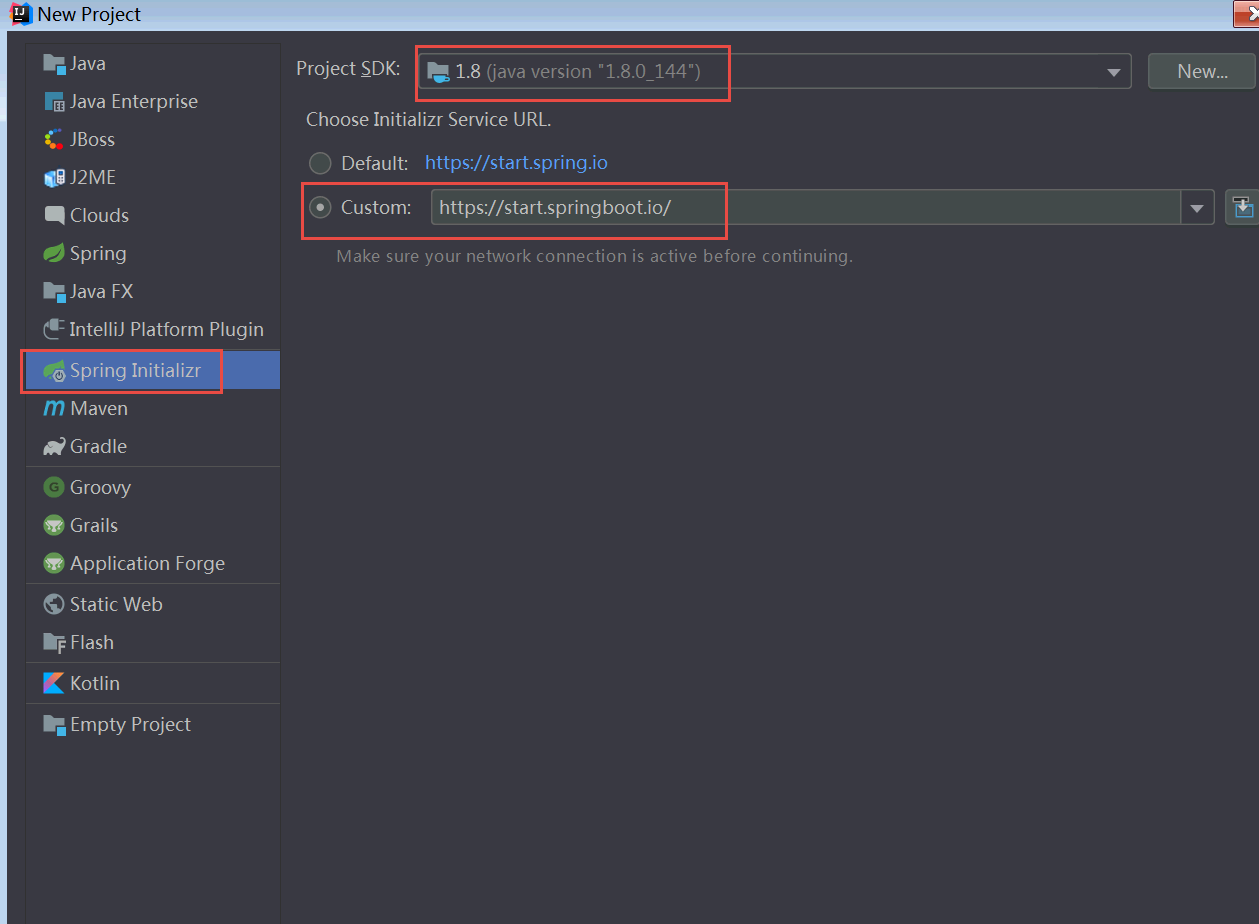 New Project
Java
Java Enterprise
JBoss
J2ME
Clouds
Spring
Java FX
IntelliJ Platform Plugin
Spring Initializr
Maven
Gradle
Groovy
Grails
Application Forge
Static Web
Flash
Kotlin
Empty Project
Project SDK: 1.8 (java version "1.8.0_144") New...
Choose Initializr Service URL.
Default: https://start.spring.io
Custom: https://start.springboot.io/
Make sure your network connection is active before continuing.